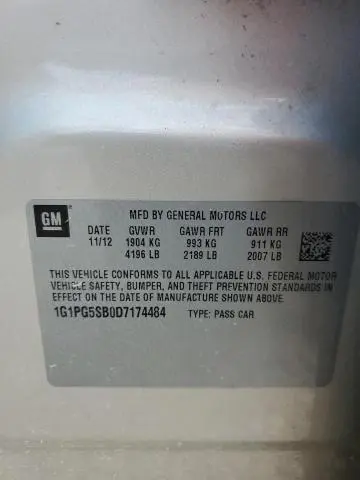 GM
MFD BY GENERAL MOTORS LLC
DATE GVWR GAWR FRT GAWR RR
11/12 1904 KG 993 KG 911 KG
4196 LB 2189 LB 2007 LB
THIS VEHICLE CONFORMS TO ALL APPLICABLE U.S. FEDERAL MOTOR
VEHICLE SAFETY, BUMPER, AND THEFT PREVENTION STANDARDS
IN EFFECT ON THE DATE OF MANUFACTURE SHOWN ABOVE.
1G1PG5SB0D7174484 TYPE: PASS CAR